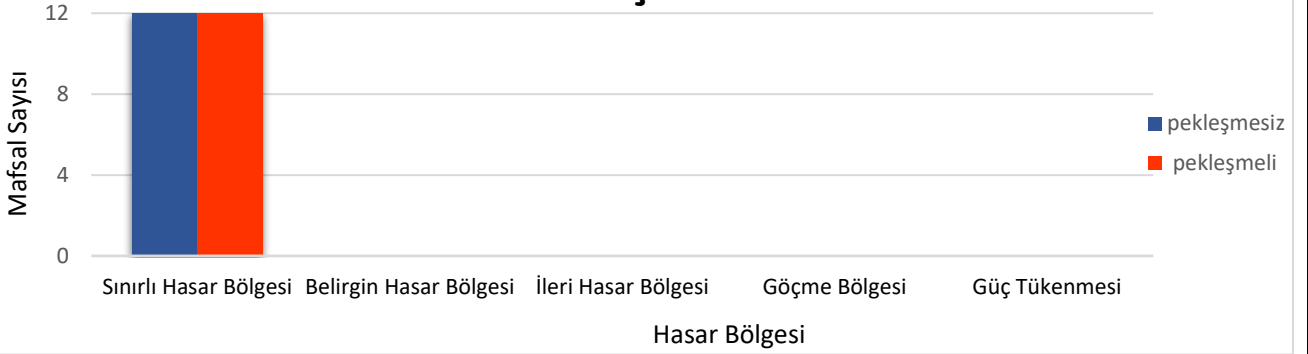 12
8
4
0
Mafsal Sayısı
pekleşmesiz
pekleşmeli
Sınırlı Hasar Bölgesi Belirgin Hasar Bölgesi İleri Hasar Bölgesi Göçme Bölgesi Güç Tükenmesi
Hasar Bölgesi